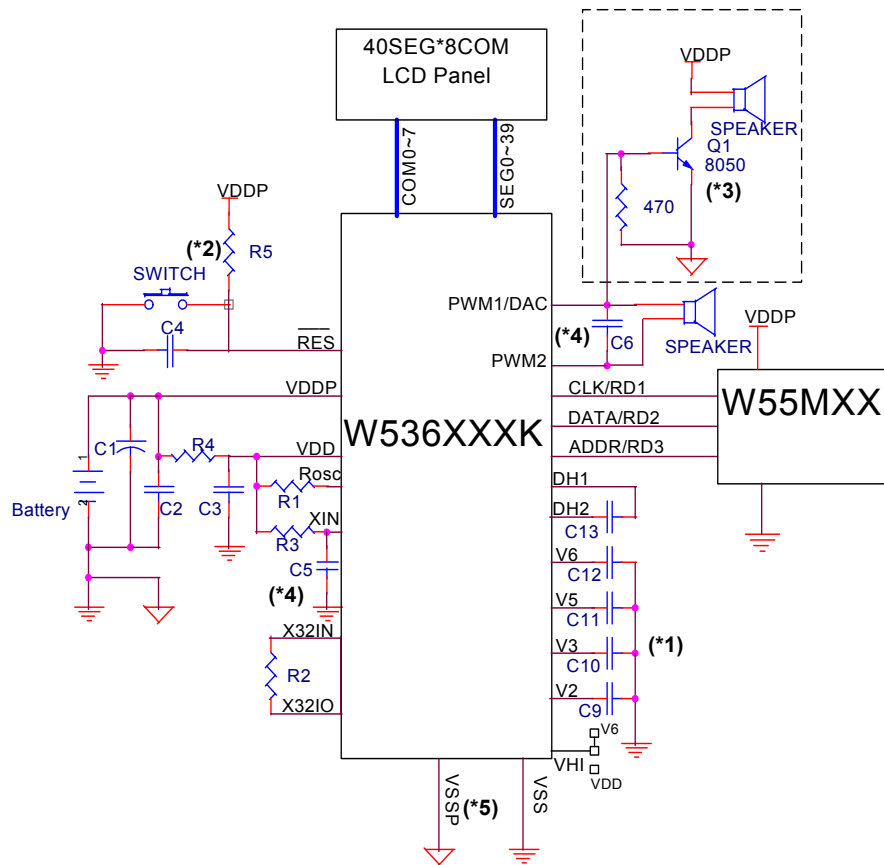 40SEG*8COM
LCD Panel
COM0~7
SEG0~39
VDDP
SPEAKER
Q1
8050
(*3)
470
VDDP
(*2)
R5
SWITCH
C4
RES
PWM1/DAC
(*4)
C6
SPEAKER
VDDP
PWM2
VDDP
CLK/RD1
W55MXX
W536XXXK
DATA/RD2
C1
R4
VDD
ADDR/RD3
1
2
Battery
C2
C3
R1
Rosc
DH1
XIN
DH2
C13
R3
C5
V6
C12
(*4)
V5
C11
X32IN
V3
C10
(*1)
R2
X32IO
V2
C9
V6
VHI
VDD
VSSP
(*5)
VSS